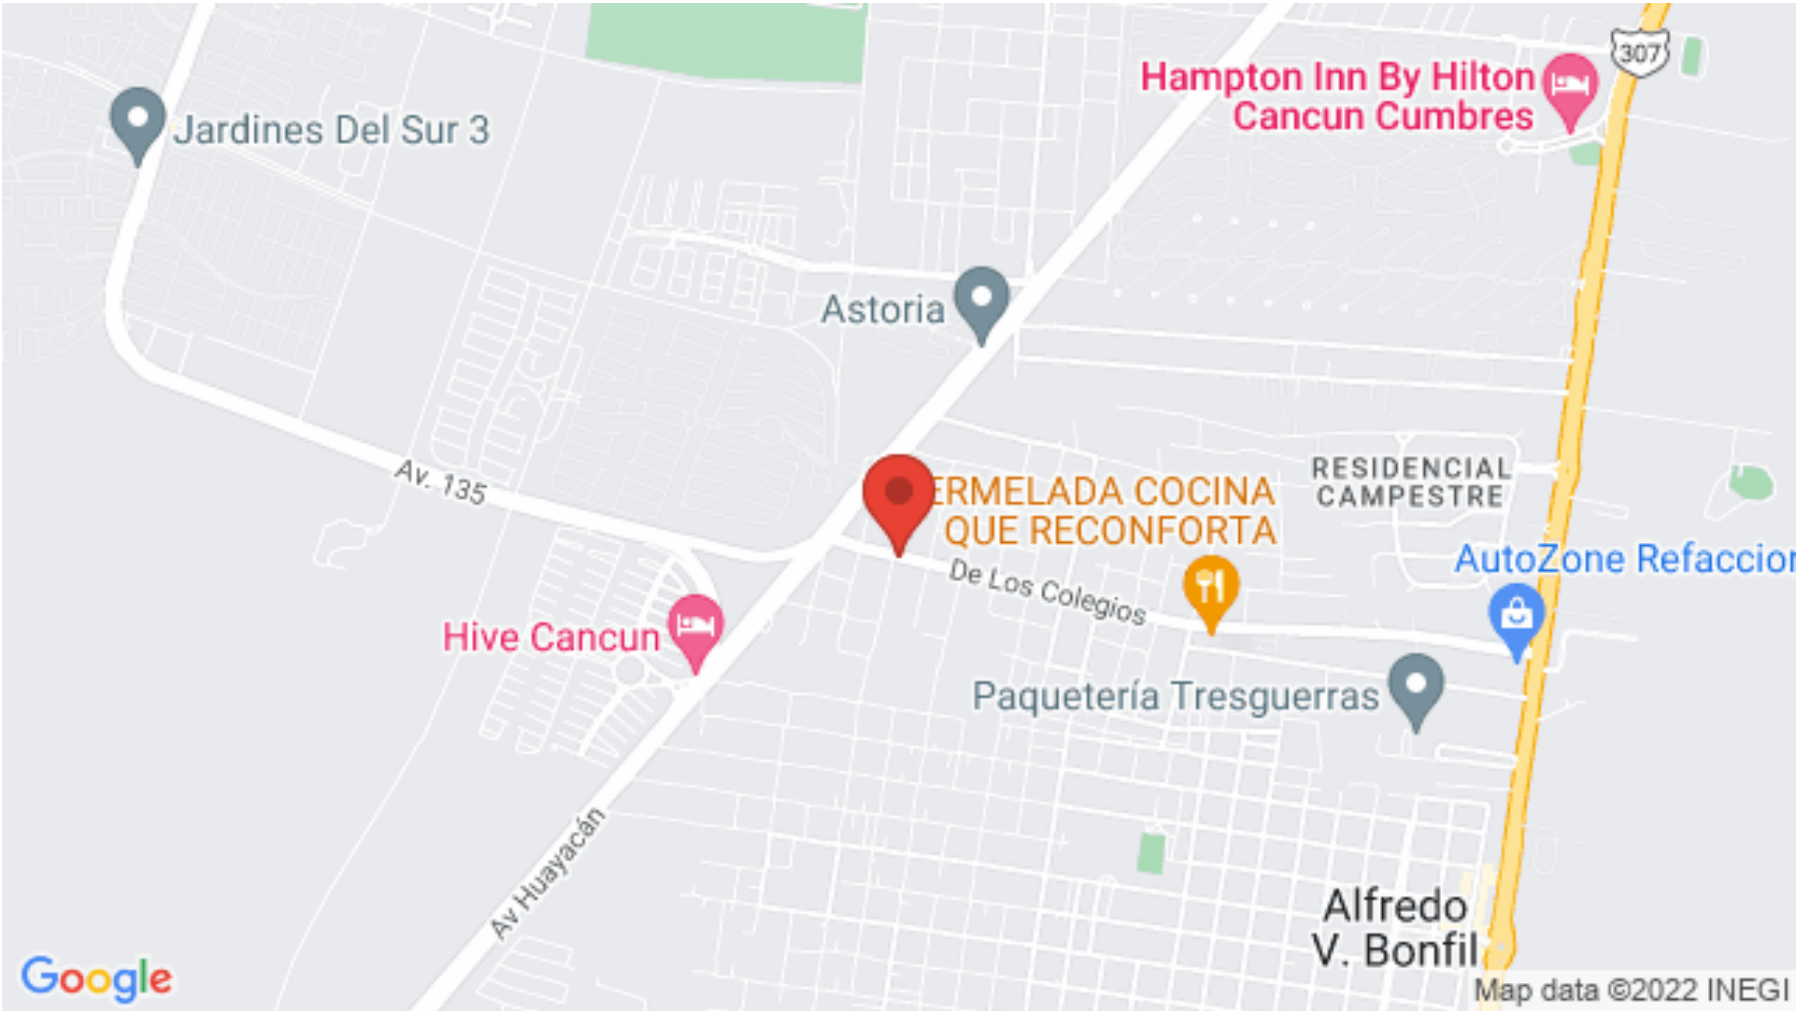 307
Hampton Inn By Hilton
Cancun Cumbres
Jardines Del Sur 3
Astoria
Av. 135
ERMELADA COCINA
QUE RECONFORTA
RESIDENCIAL
CAMPESTRE
AutoZone Refaccion
De Los Colegios
Hive Cancun
Paquetería Tresguerras
Av Huayacán
Alfredo
V. Bonfil
Google
Map data ©2022 INEGI